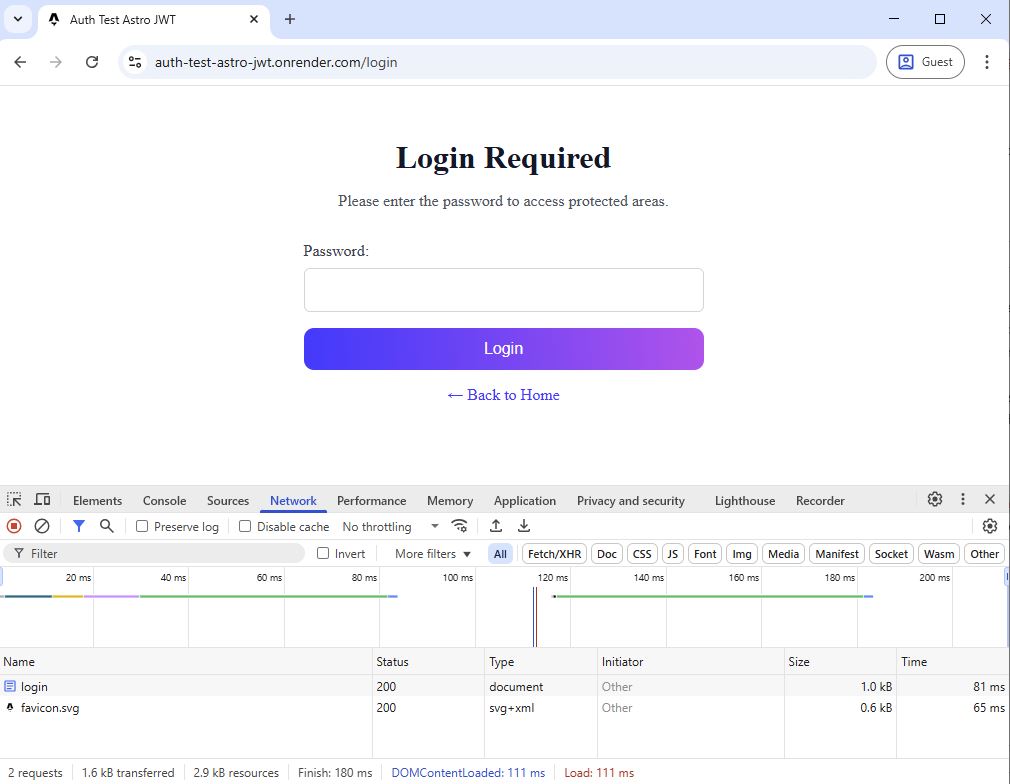 Auth Test Astro JWT
auth-test-astro-jwt.onrender.com/login
Guest
Login Required
Please enter the password to access protected areas.
Password:
Login
← Back to Home
Elements Console Sources Network Performance Memory Application Privacy and security Lighthouse Recorder
Preserve log Disable cache No throttling
Filter Invert More filters All Fetch/XHR Doc CSS JS Font Img Media Manifest Socket Wasm Other
20 ms 40 ms 60 ms 80 ms 100 ms 120 ms 140 ms 160 ms 180 ms 200 ms
Name Status Type Initiator Size Time
login 200 document Other 1.0 kB 81 ms
favicon.svg 200 svg+xml Other 0.6 kB 65 ms
2 requests 1.6 kB transferred 2.9 kB resources Finish: 180 ms DOMContentLoaded: 111 ms Load: 111 ms